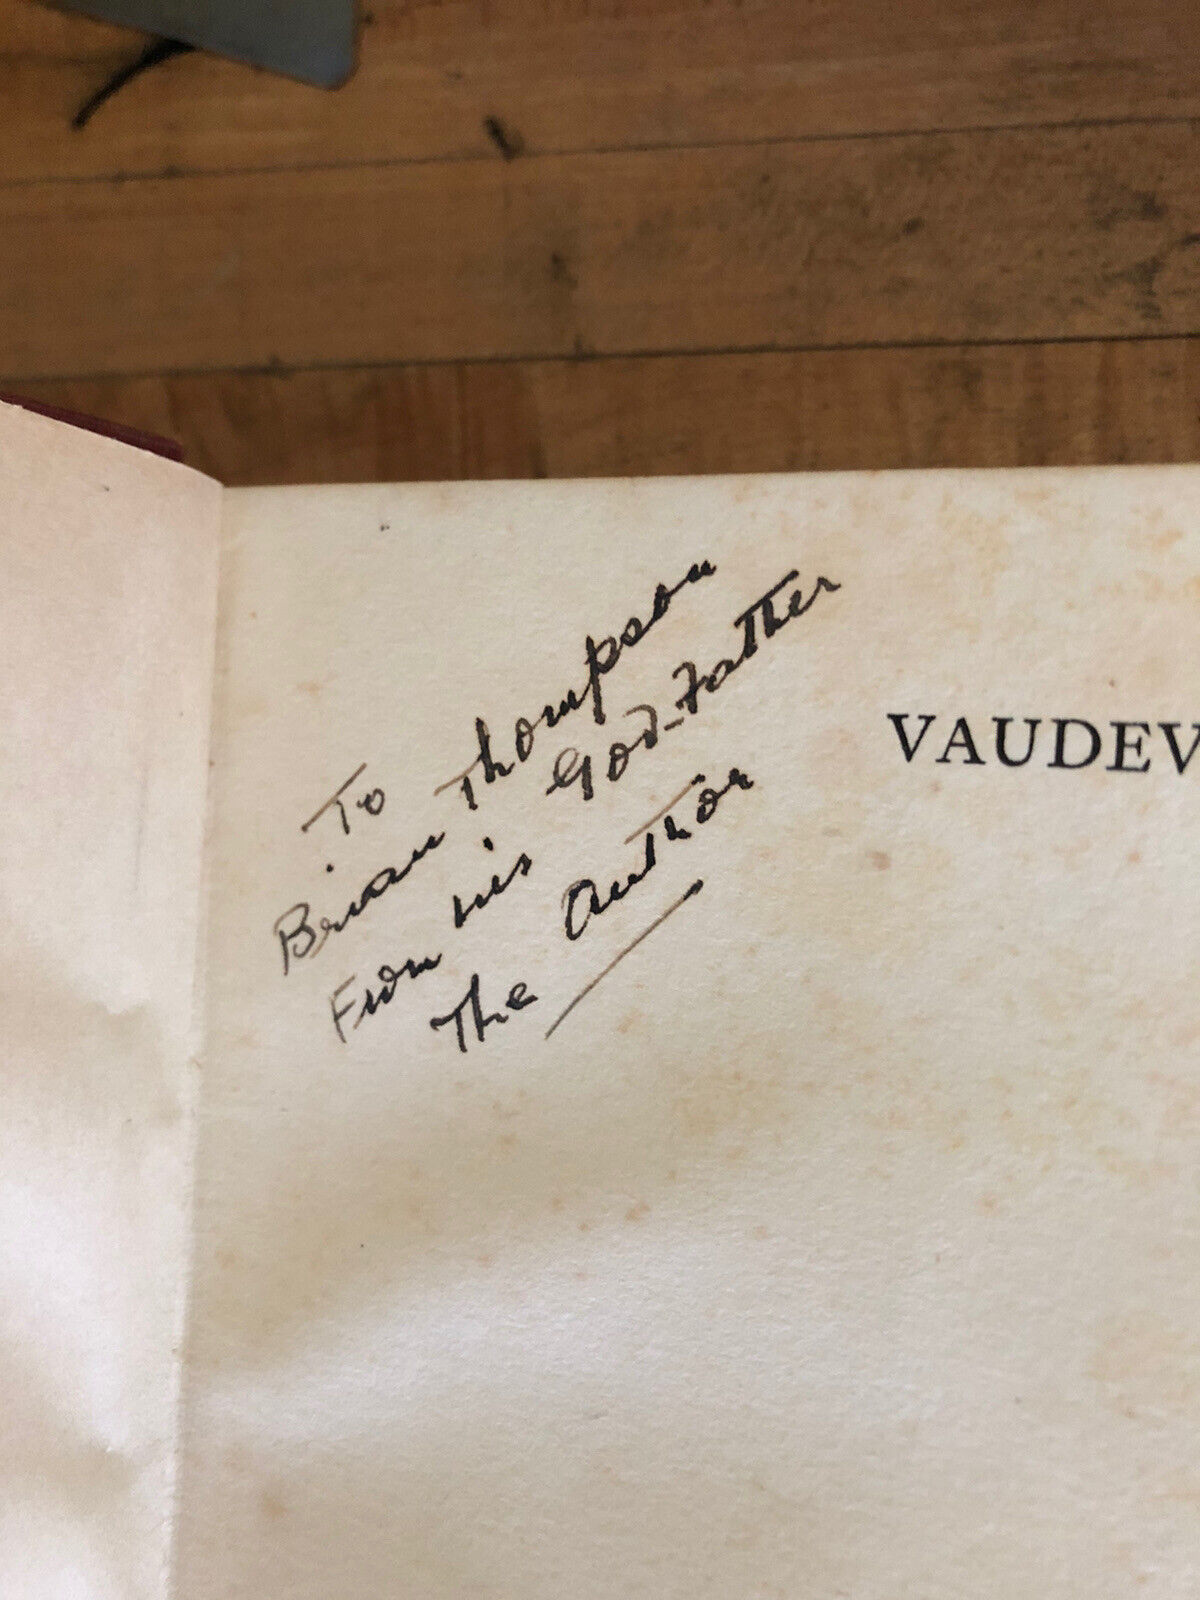 To
Brian Thompson
From his God-Father
The Author
VAUDEV